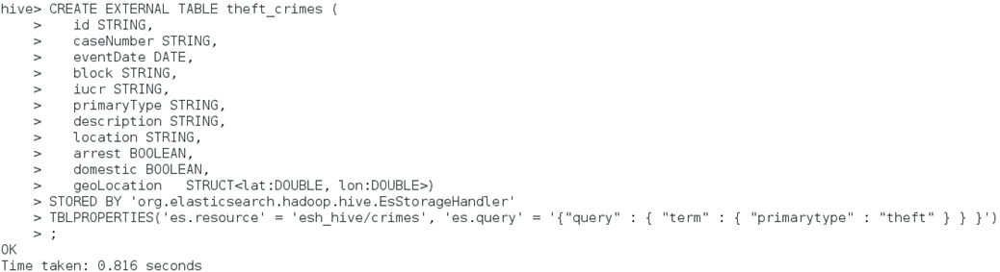 hive> CREATE EXTERNAL TABLE theft_crimes (
    >    id STRING,
    >    caseNumber STRING,
    >    eventDate DATE,
    >    block STRING,
    >    iucr STRING,
    >    primaryType STRING,
    >    description STRING,
    >    location STRING,
    >    arrest BOOLEAN,
    >    domestic BOOLEAN,
    >    geoLocation   STRUCT<lat:DOUBLE, lon:DOUBLE>)
    > STORED BY 'org.elasticsearch.hadoop.hive.EsStorageHandler'
    > TBLPROPERTIES('es.resource' = 'esh_hive/crimes', 'es.query' = '{"query" : { "term" : { "primarytype" : "theft" } } }')
    > ;
OK
Time taken: 0.816 seconds